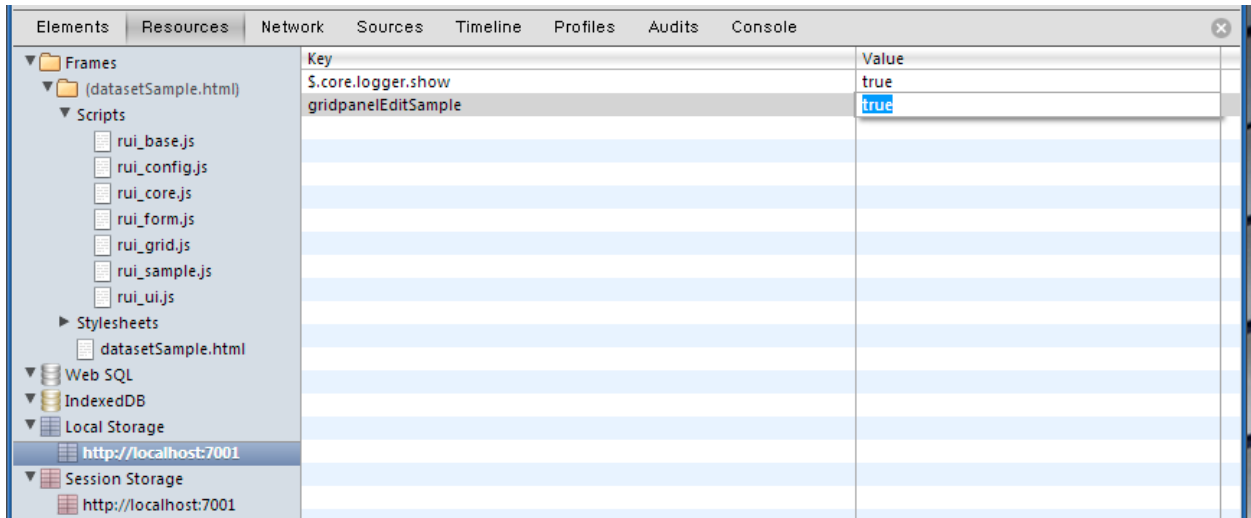 Elements Resources Network Sources Timeline Profiles Audits Console
Frames
(datasetSample.html)
Scripts
rui_base.js
rui_config.js
rui_core.js
rui_form.js
rui_grid.js
rui_sample.js
rui_ui.js
Stylesheets
datasetSample.html
Web SQL
IndexedDB
Local Storage
http://localhost:7001
Session Storage
http://localhost:7001
Key Value
$.core.logger.show true
gridpanelEditSample true